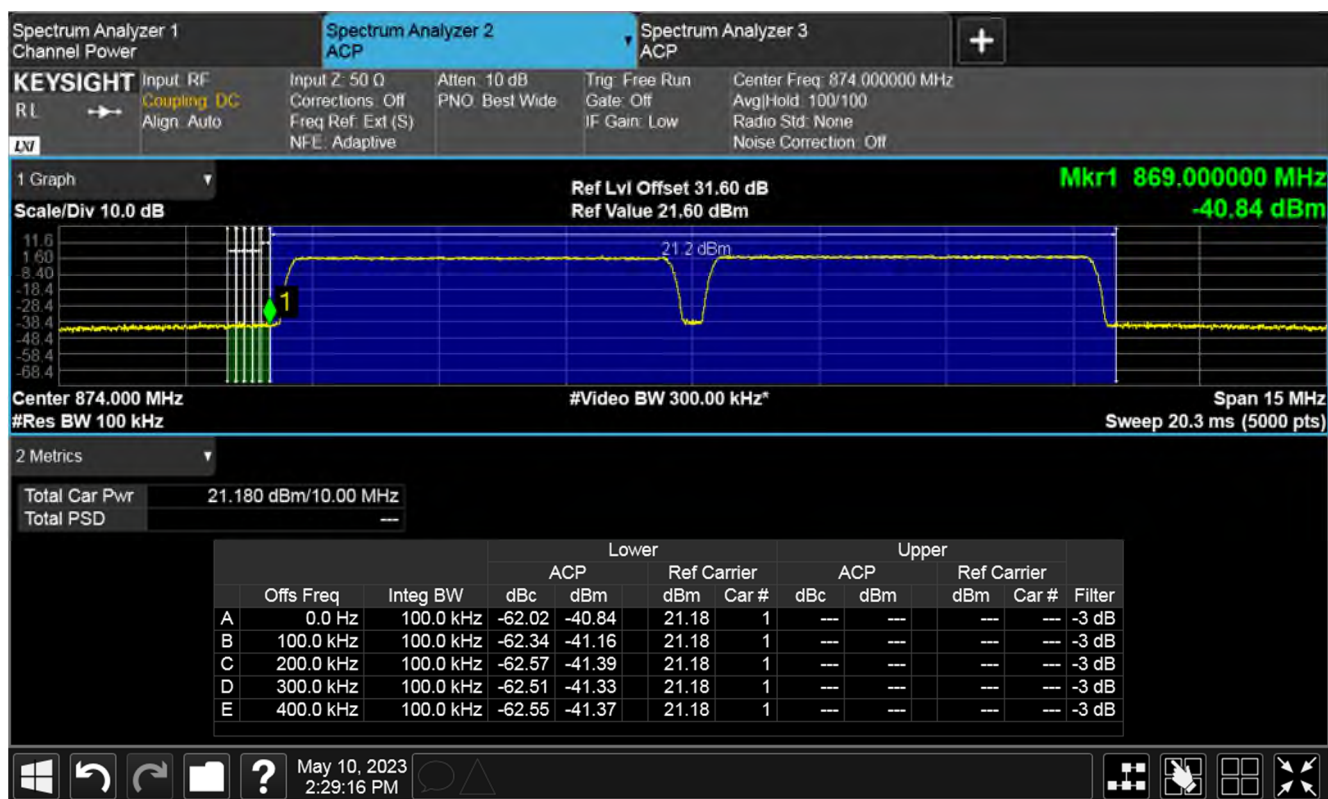 Spectrum Analyzer 1
Channel Power
Spectrum Analyzer 2
ACP
Spectrum Analyzer 3
ACP
+
KEYSIGHT
RL
LXI
Input: RF
Coupling: DC
Align: Auto
Input Z: 50 Ω
Corrections: Off
Freq Ref: Ext (S)
NFE: Adaptive
Atten: 10 dB
PNO: Best Wide
Trig: Free Run
Gate: Off
IF Gain: Low
Center Freq: 874.000000 MHz
Avg|Hold: 100/100
Radio Std: None
Noise Correction: Off
1 Graph
Scale/Div 10.0 dB
Ref Lvl Offset 31.60 dB
Ref Value 21.60 dBm
Mkr1 869.000000 MHz
-40.84 dBm
11.6
1.60
-8.40
-18.4
-28.4
-38.4
-48.4
-58.4
-68.4
21.2 dBm
1
Center 874.000 MHz
#Video BW 300.00 kHz*
Span 15 MHz
#Res BW 100 kHz
Sweep 20.3 ms (5000 pts)
2 Metrics
Total Car Pwr 21.180 dBm/10.00 MHz
Total PSD ---
Lower Upper
ACP Ref Carrier ACP Ref Carrier
Offs Freq Integ BW dBc dBm dBm Car # dBc dBm dBm Car # Filter
A 0.0 Hz 100.0 kHz -62.02 -40.84 21.18 1 --- --- --- --- -3 dB
B 100.0 kHz 100.0 kHz -62.34 -41.16 21.18 1 --- --- --- --- -3 dB
C 200.0 kHz 100.0 kHz -62.57 -41.39 21.18 1 --- --- --- --- -3 dB
D 300.0 kHz 100.0 kHz -62.51 -41.33 21.18 1 --- --- --- --- -3 dB
E 400.0 kHz 100.0 kHz -62.55 -41.37 21.18 1 --- --- --- --- -3 dB
?
May 10, 2023
2:29:16 PM